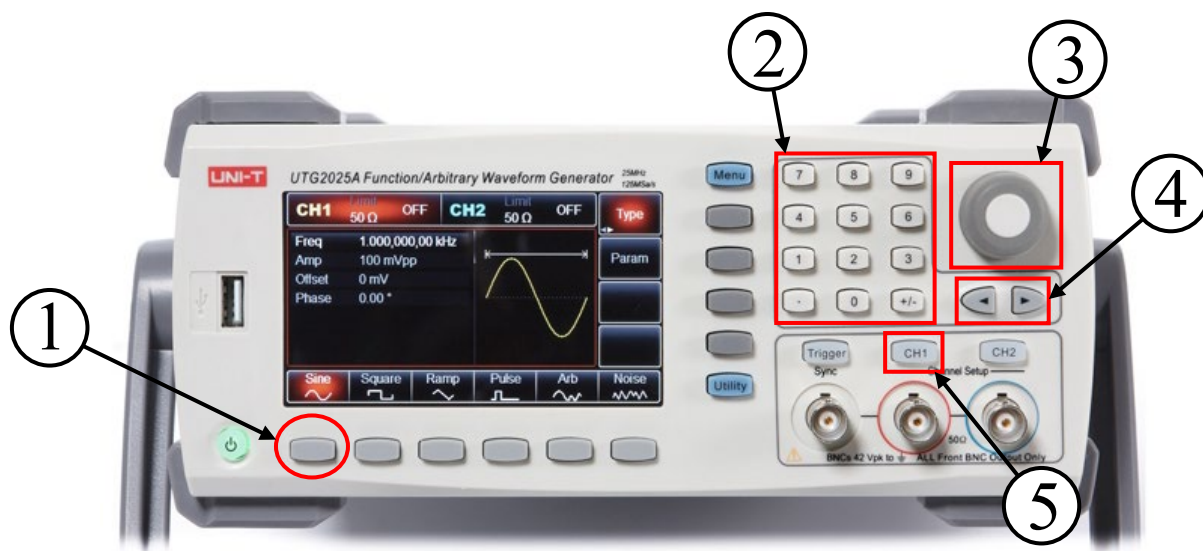 2
3
4
1
5
UNI-T
UTG2025A Function/Arbitrary Waveform Generator
25MHz
125MSa/s
CH1 Limit 50 Ω OFF
CH2 Limit 50 Ω OFF
Type
Freq 1.000,000,00 kHz
Amp 100 mVpp
Offset 0 mV
Phase 0.00 °
Param
Sine Square Ramp Pulse Arb Noise
Menu
Utility
7 8 9
4 5 6
1 2 3
. 0 +/-
Trigger CH1 CH2
Sync Channel Setup
50Ω
BNCs 42 Vpk to ⏚ ALL Front BNC Output Only